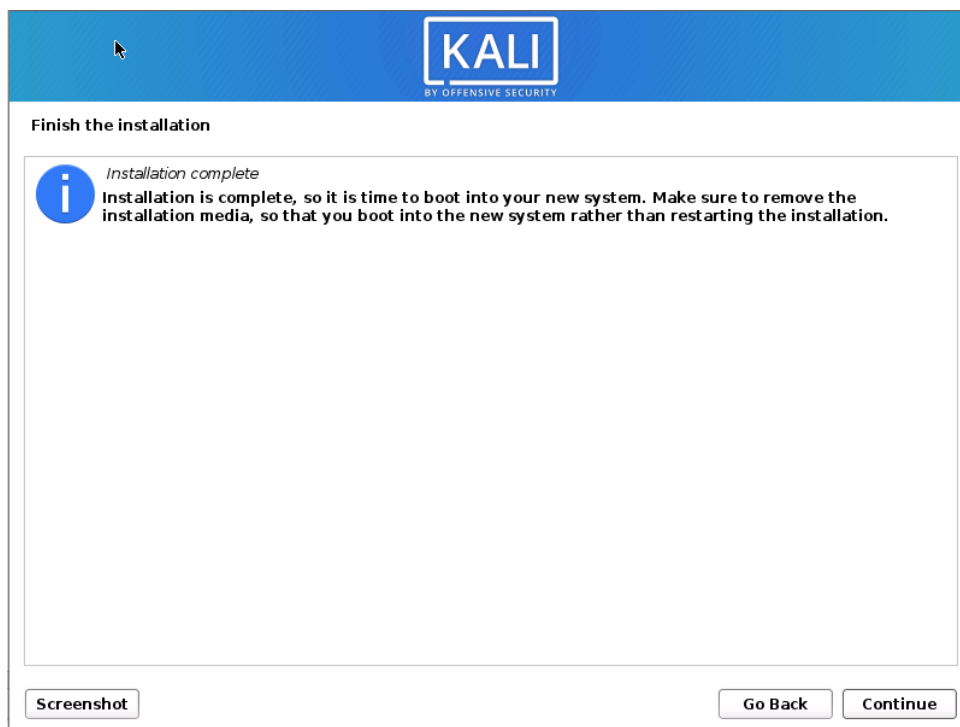 KALI
BY OFFENSIVE SECURITY
Finish the installation
Installation complete
Installation is complete, so it is time to boot into your new system. Make sure to remove the
installation media, so that you boot into the new system rather than restarting the installation.
Screenshot
Go Back
Continue